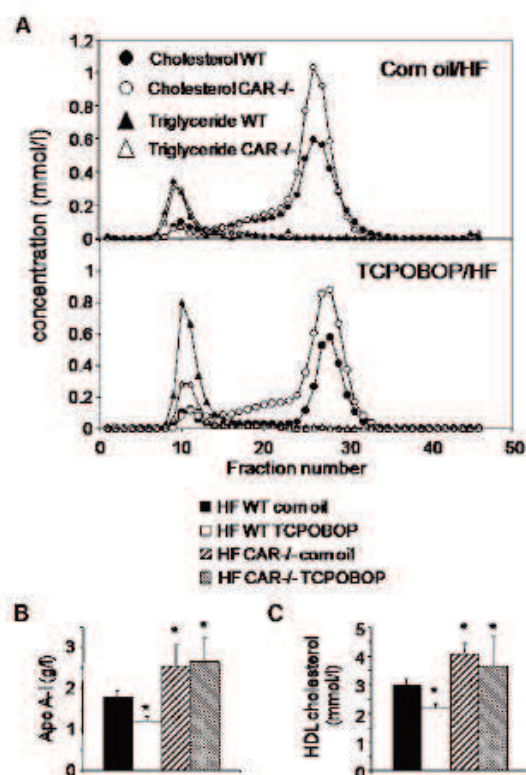 A
Corn oil/HF
Cholesterol WT
Cholesterol CAR -/-
Triglyceride WT
Triglyceride CAR -/-
concentration (mmol/l)
1.2
1
0.8
0.6
0.4
0.2
0
TCPOBOP/HF
1
0.8
0.6
0.4
0.2
0
0 10 20 30 40 50
Fraction number
HF WT corn oil
HF WT TCPOBOP
HF CAR-/- corn oil
HF CAR-/- TCPOBOP
B
Apo A-I (g/l)
3
2
1
0
* * *
C
HDL cholesterol
(mmol/l)
5
4
3
2
1
0
* * *